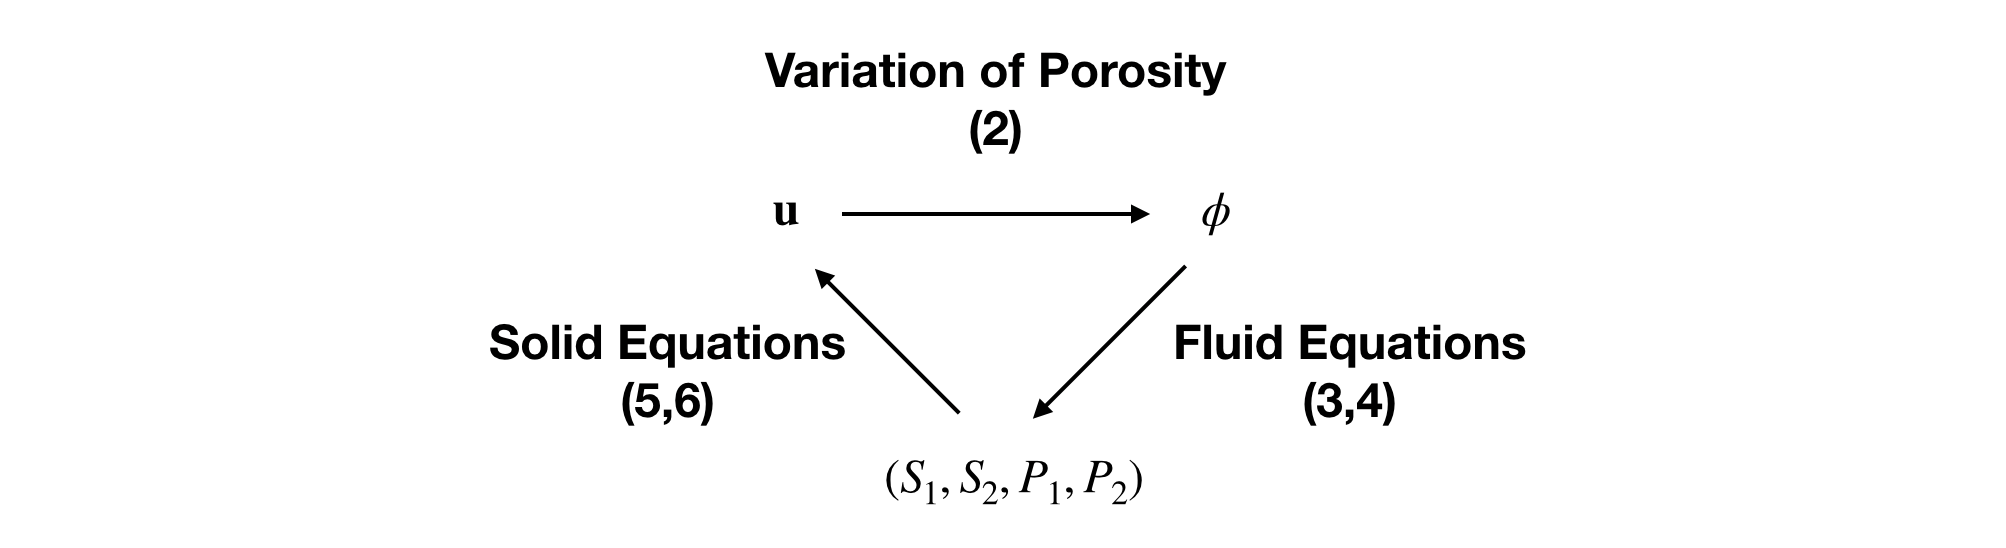 Variation of Porosity
(2)
u
ϕ
Solid Equations
(5,6)
Fluid Equations
(3,4)
(S₁, S₂, P₁, P₂)